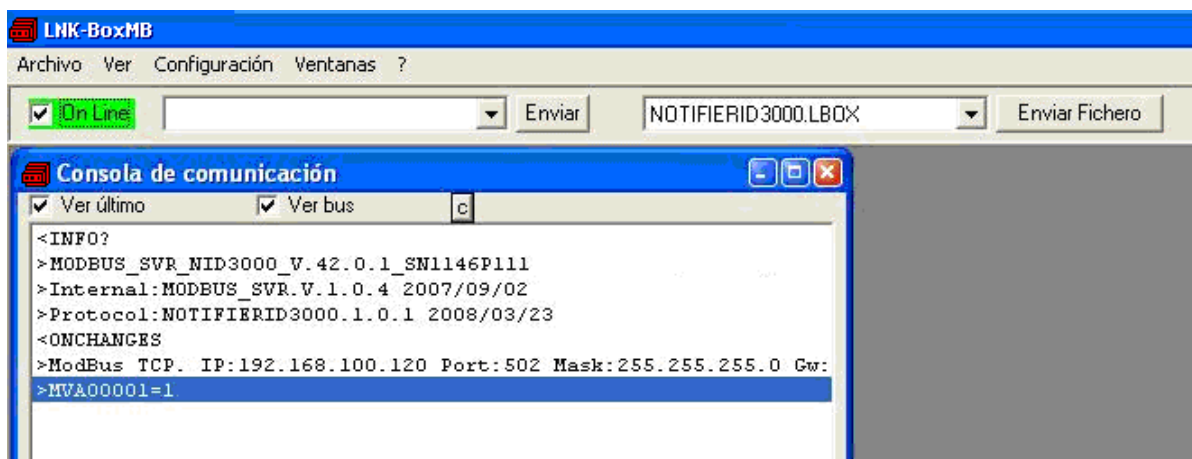 LNK-BoxMB
Archivo Ver Configuración Ventanas ?
On Line Enviar NOTIFIERID3000.LBOX Enviar Fichero
Consola de comunicación
Ver último Ver bus c
<INFO?
>MODBUS_SVR_NID3000_V.42.0.1_SN1146P111
>Internal:MODBUS_SVR.V.1.0.4 2007/09/02
>Protocol:NOTIFIERID3000.1.0.1 2008/03/23
<ONCHANGES
>ModBus TCP. IP:192.168.100.120 Port:502 Mask:255.255.255.0 Gw:
>MVA00001=1